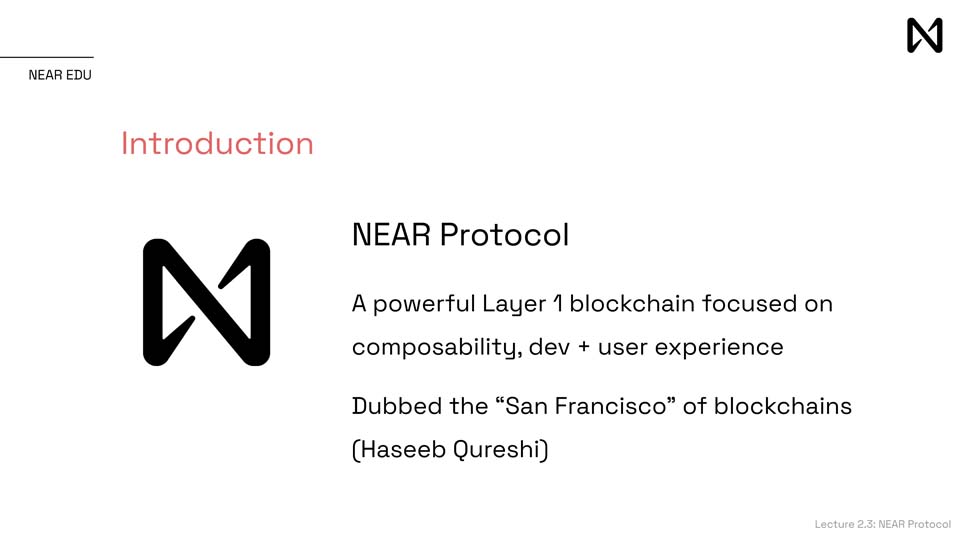 NEAR EDU
Introduction
NEAR Protocol
A powerful Layer 1 blockchain focused on
composability, dev + user experience
Dubbed the “San Francisco” of blockchains
(Haseeb Qureshi)
Lecture 2.3: NEAR Protocol